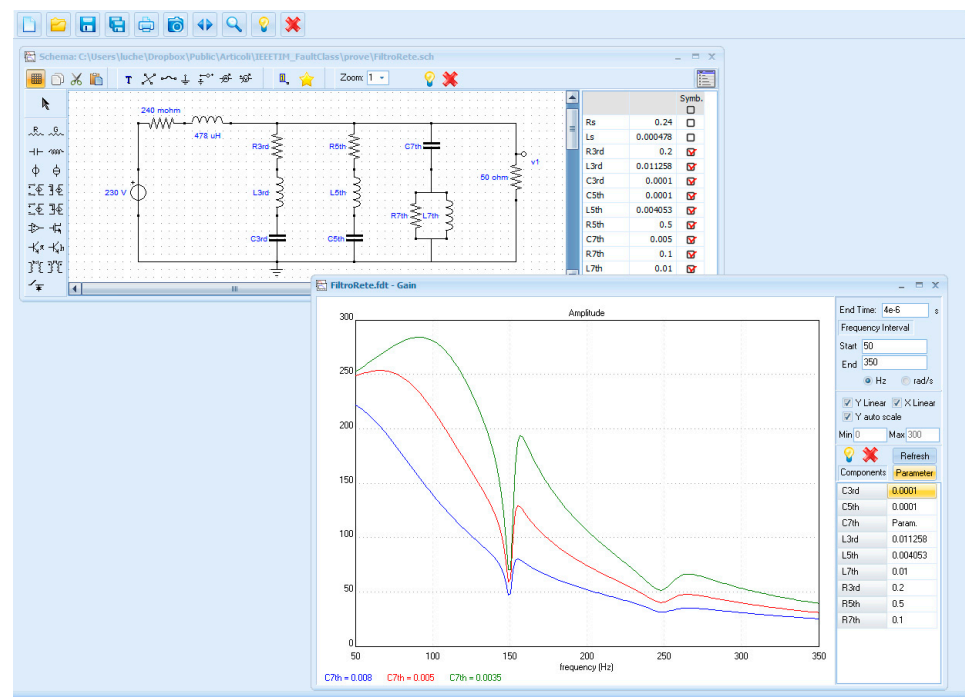 Schema: C:\Users\luche\Dropbox\Public\Articoli\IEEETIM_FaultClass\prove\FiltroRete.sch
T
Zoom: 1
Symb.
Rs 0.24
Ls 0.000478
R3rd 0.2
L3rd 0.011258
C3rd 0.0001
C5th 0.0001
L5th 0.004053
R5th 0.5
C7th 0.005
R7th 0.1
L7th 0.01
R G
240 mohm
478 uH
R3rd R5th C7th
v1
50 ohm
230 V
L3rd L5th
R7th L7th
C3rd C5th
FiltroRete.fdt - Gain
Amplitude
300
250
200
150
100
50
0
50 100 150 200 250 300 350
frequency (Hz)
C7th = 0.008 C7th = 0.005 C7th = 0.0035
End Time: 4e-6 s
Frequency Interval
Start 50
End 350
Hz rad/s
Y Linear X Linear
Y auto scale
Min 0 Max 300
Refresh
Components Parameter
C3rd 0.0001
C5th 0.0001
C7th Param.
L3rd 0.011258
L5th 0.004053
L7th 0.01
R3rd 0.2
R5th 0.5
R7th 0.1